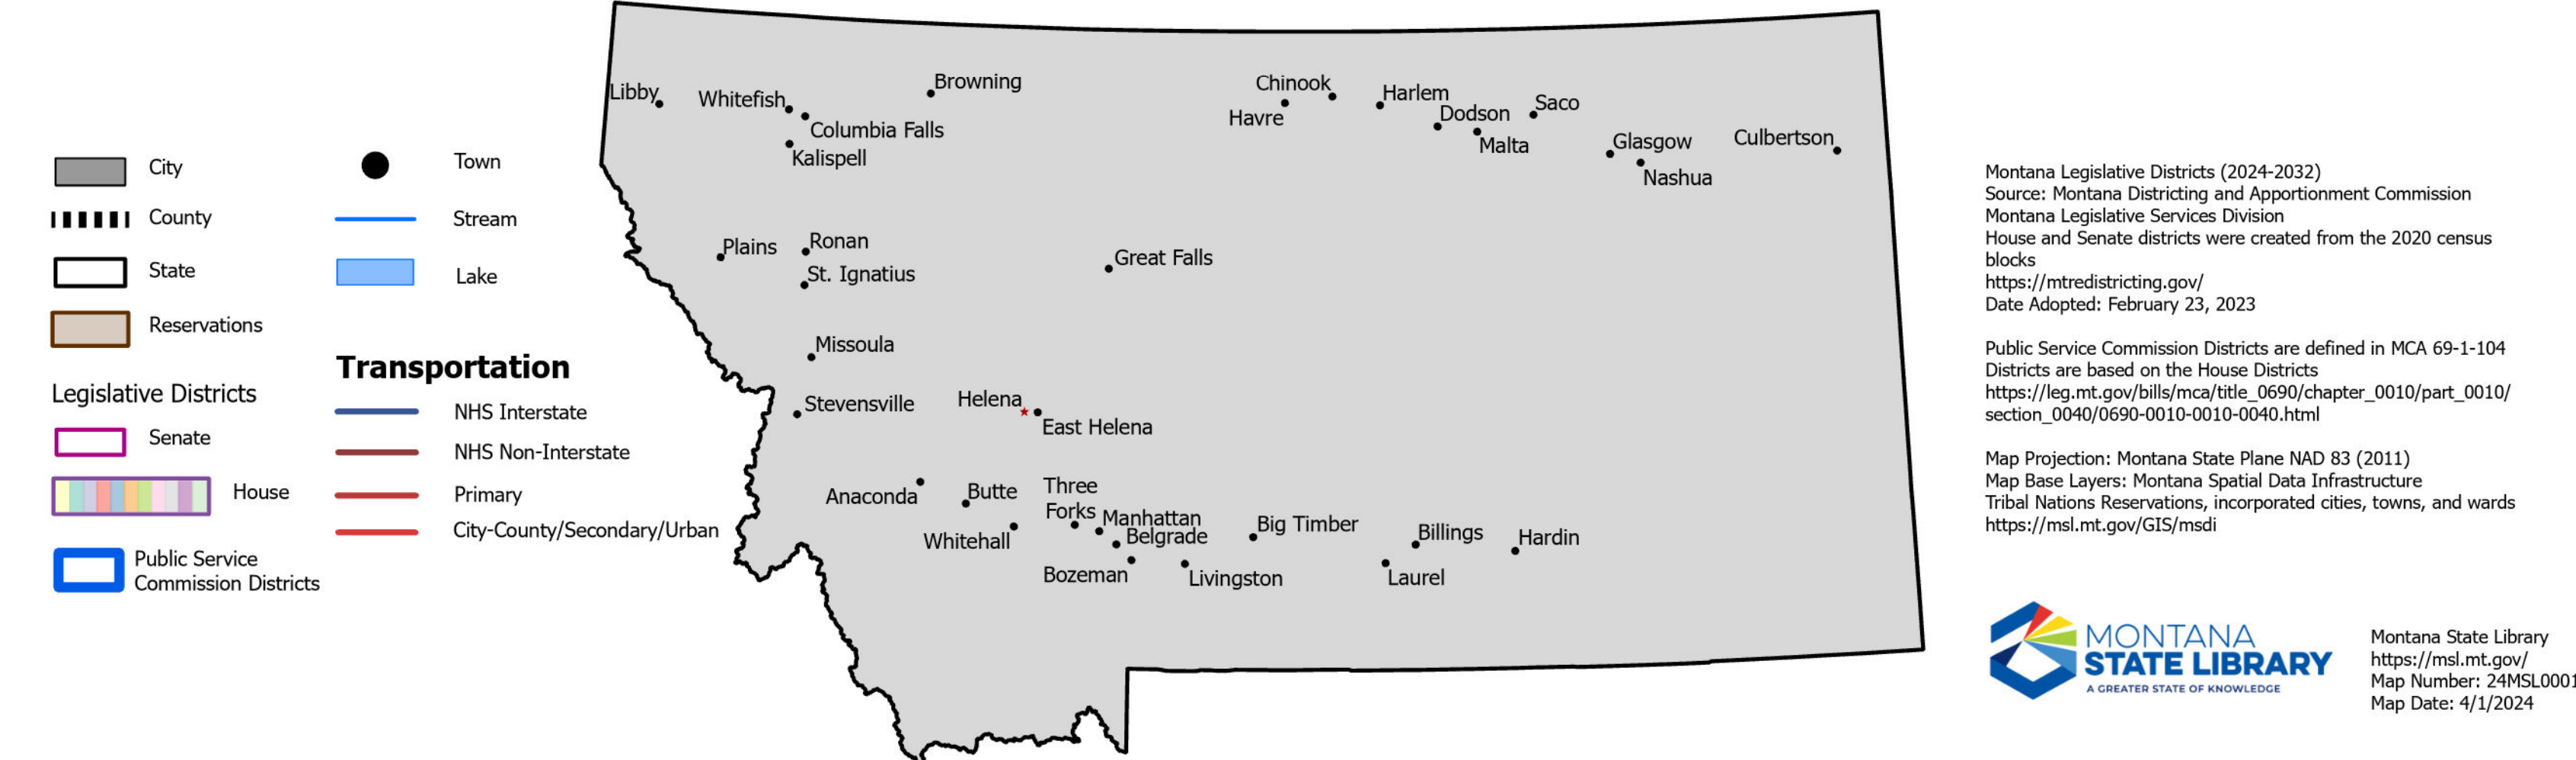 City
County
State
Reservations
Legislative Districts
Senate
House
Public Service
Commission Districts
Town
Stream
Lake
Transportation
NHS Interstate
NHS Non-Interstate
Primary
City-County/Secondary/Urban
Libby
Whitefish
Columbia Falls
Kalispell
Browning
Chinook
Havre
Harlem
Dodson
Malta
Saco
Glasgow
Nashua
Culbertson
Plains
Ronan
St. Ignatius
Great Falls
Missoula
Stevensville
Helena
East Helena
Anaconda
Butte
Whitehall
Three
Forks
Manhattan
Belgrade
Bozeman
Livingston
Big Timber
Billings
Laurel
Hardin
Montana Legislative Districts (2024-2032)
Source: Montana Districting and Apportionment Commission
Montana Legislative Services Division
House and Senate districts were created from the 2020 census
blocks
https://mtredistricting.gov/
Date Adopted: February 23, 2023
Public Service Commission Districts are defined in MCA 69-1-104
Districts are based on the House Districts
https://leg.mt.gov/bills/mca/title_0690/chapter_0010/part_0010/
section_0040/0690-0010-0010-0040.html
Map Projection: Montana State Plane NAD 83 (2011)
Map Base Layers: Montana Spatial Data Infrastructure
Tribal Nations Reservations, incorporated cities, towns, and wards
https://msl.mt.gov/GIS/msdi
MONTANA
STATE LIBRARY
A GREATER STATE OF KNOWLEDGE
Montana State Library
https://msl.mt.gov/
Map Number: 24MSL0001
Map Date: 4/1/2024